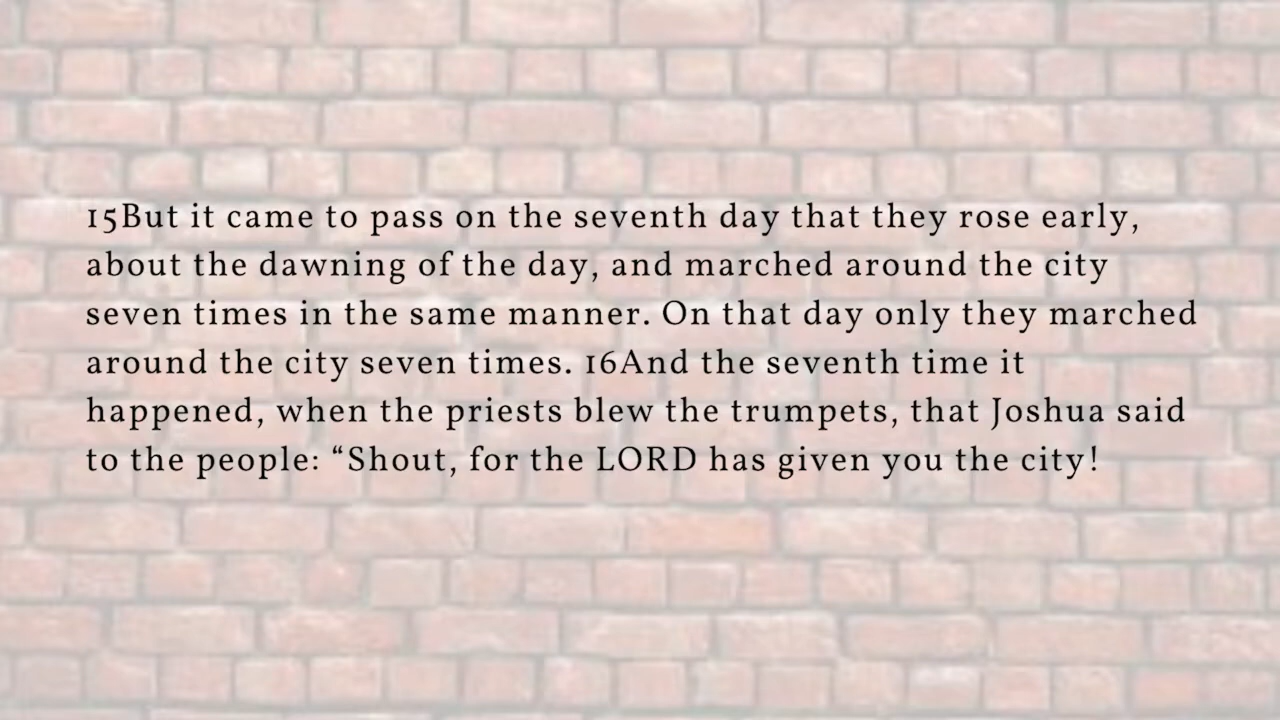 15But it came to pass on the seventh day that they rose early,
about the dawning of the day, and marched around the city
seven times in the same manner. On that day only they marched
around the city seven times. 16And the seventh time it
happened, when the priests blew the trumpets, that Joshua said
to the people: “Shout, for the LORD has given you the city!